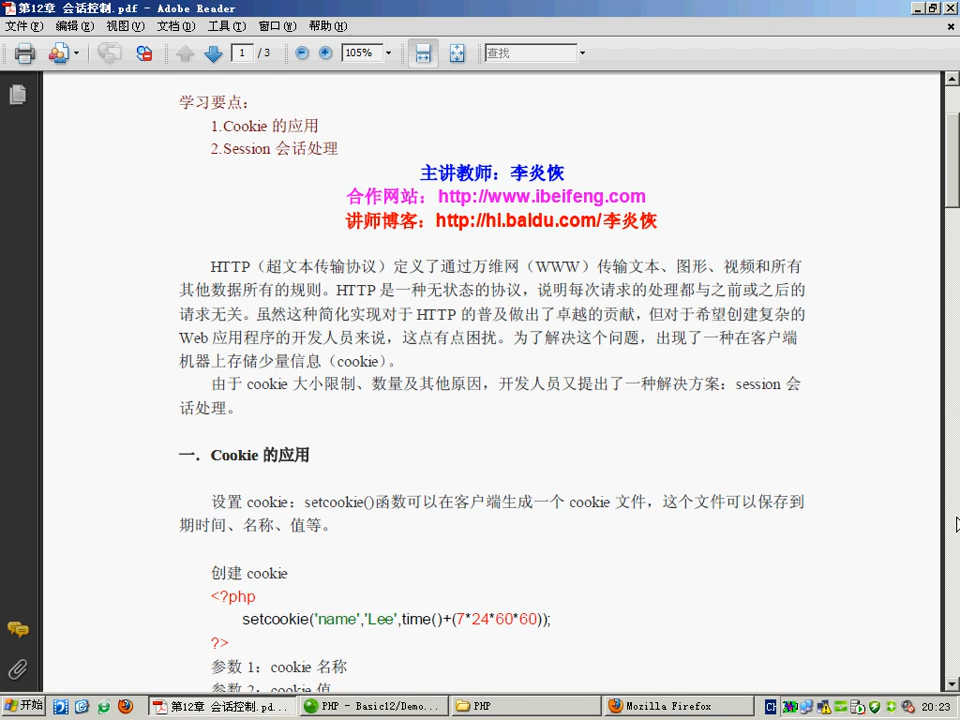 第12章 会话控制.pdf - Adobe Reader
文件(F) 编辑(E) 视图(V) 文档(D) 工具(T) 窗口(W) 帮助(H)
1 / 3 105% 查找
学习要点：
1.Cookie 的应用
2.Session 会话处理
主讲教师：李炎恢
合作网站：http://www.ibeifeng.com
讲师博客：http://hi.baidu.com/李炎恢
HTTP（超文本传输协议）定义了通过万维网（WWW）传输文本、图形、视频和所有
其他数据所有的规则。HTTP 是一种无状态的协议，说明每次请求的处理都与之前或之后的
请求无关。虽然这种简化实现对于 HTTP 的普及做出了卓越的贡献，但对于希望创建复杂的
Web 应用程序的开发人员来说，这点有点困扰。为了解决这个问题，出现了一种在客户端
机器上存储少量信息（cookie）。
由于 cookie 大小限制、数量及其他原因，开发人员又提出了一种解决方案：session 会
话处理。
一．Cookie 的应用
设置 cookie：setcookie()函数可以在客户端生成一个 cookie 文件，这个文件可以保存到
期时间、名称、值等。
创建 cookie
<?php
setcookie('name','Lee',time()+(7*24*60*60));
?>
参数 1：cookie 名称
参数 2：cookie 值
开始 第12章 会话控制.pd... PHP - Basic12/Demo... PHP Mozilla Firefox CH 20:23